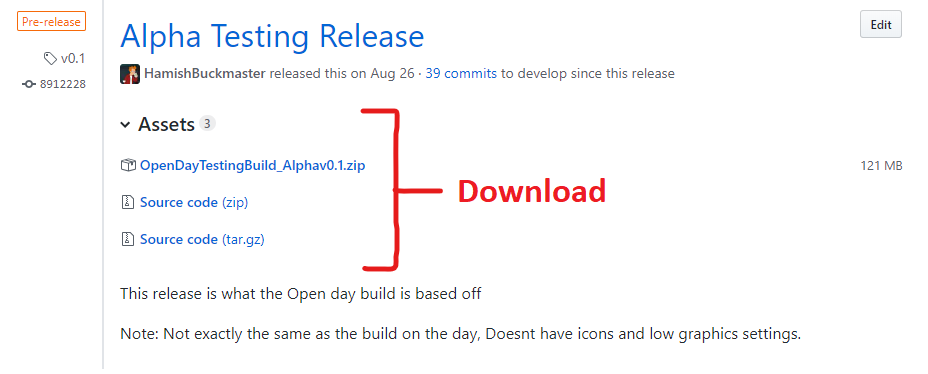 Pre-release
v0.1
8912228
Alpha Testing Release
Edit
HamishBuckmaster released this on Aug 26 · 39 commits to develop since this release
Assets 3
OpenDayTestingBuild_Alphav0.1.zip
121 MB
Source code (zip)
Source code (tar.gz)
Download
This release is what the Open day build is based off
Note: Not exactly the same as the build on the day, Doesnt have icons and low graphics settings.